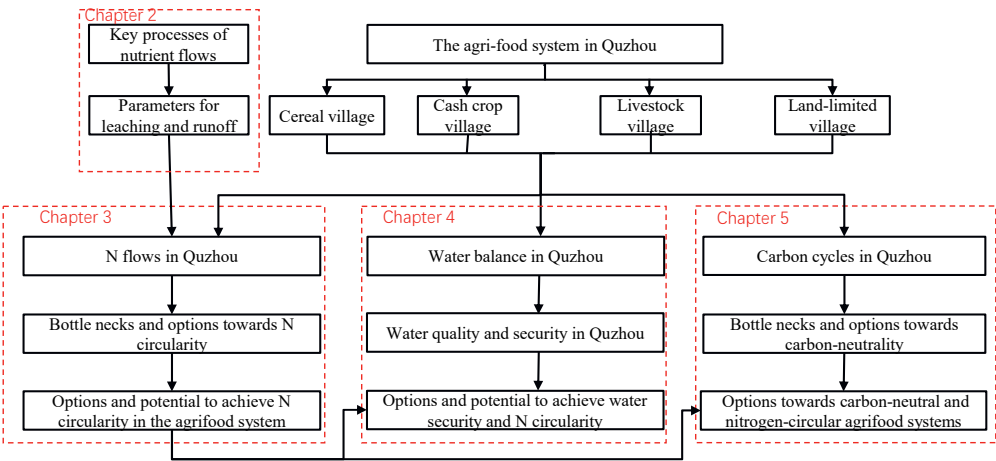 Chapter 2
Key processes of
nutrient flows
Parameters for
leaching and runoff
The agri-food system in Quzhou
Cereal village
Cash crop
village
Livestock
village
Land-limited
village
Chapter 3
N flows in Quzhou
Bottle necks and options towards N
circularity
Options and potential to achieve N
circularity in the agrifood system
Chapter 4
Water balance in Quzhou
Water quality and security in Quzhou
Options and potential to achieve water
security and N circularity
Chapter 5
Carbon cycles in Quzhou
Bottle necks and options towards
carbon-neutrality
Options towards carbon-neutral and
nitrogen-circular agrifood systems